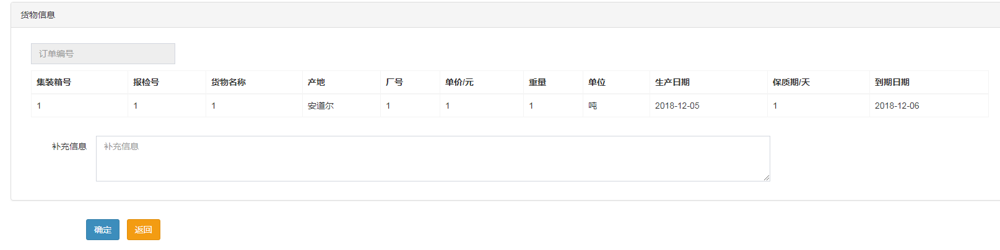 货物信息
订单编号
集装箱号 报检号 货物名称 产地 厂号 单价/元 重量 单位 生产日期 保质期/天 到期日期
1 1 1 安道尔 1 1 1 吨 2018-12-05 1 2018-12-06
补充信息 补充信息
确定 返回